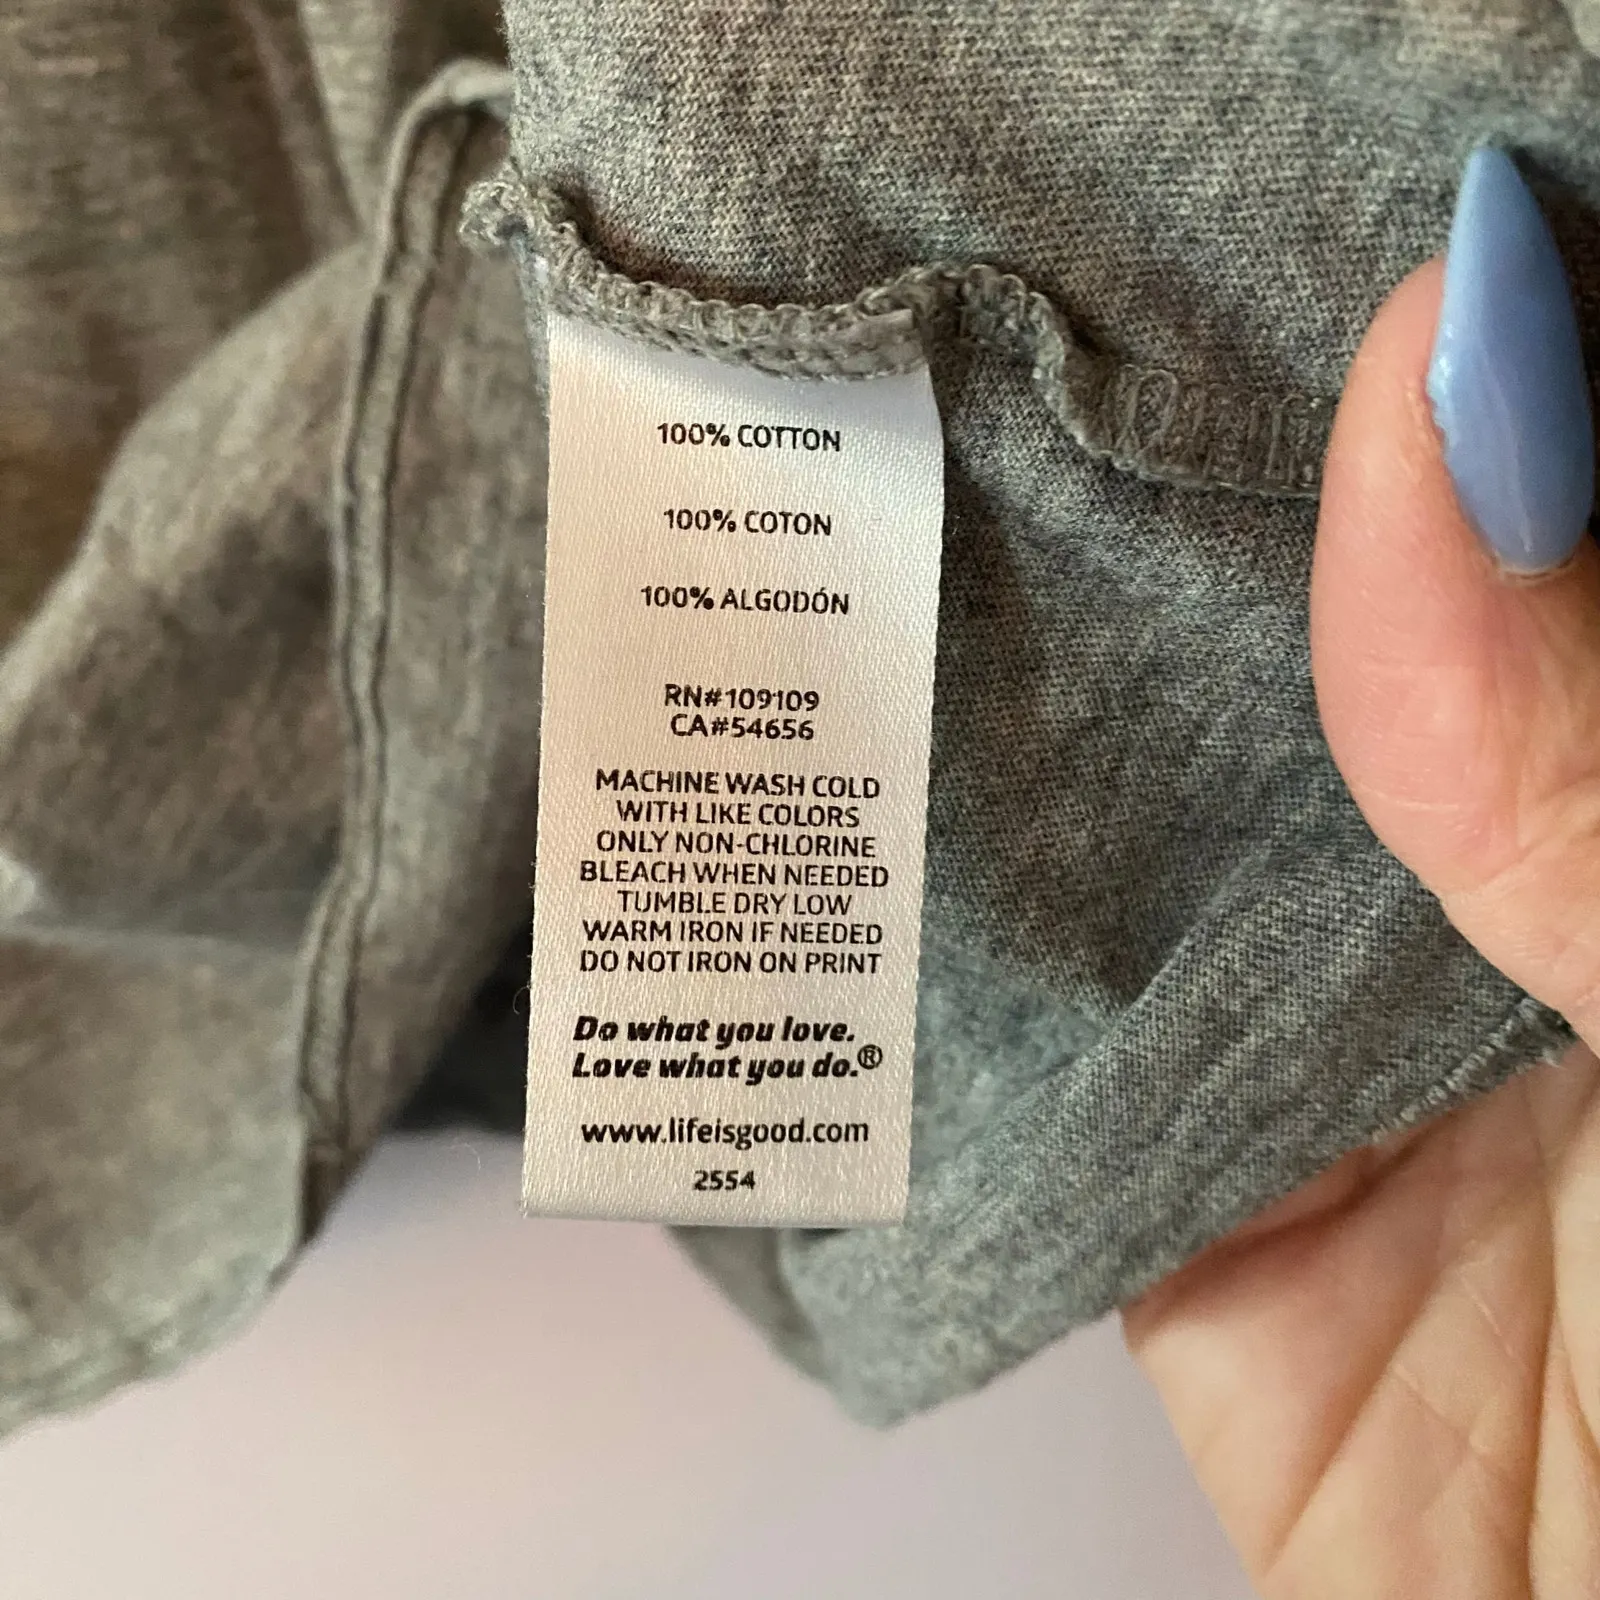 100% COTTON
100% COTON
100% ALGODÓN
RN#109109
CA#54656
MACHINE WASH COLD
WITH LIKE COLORS
ONLY NON-CHLORINE
BLEACH WHEN NEEDED
TUMBLE DRY LOW
WARM IRON IF NEEDED
DO NOT IRON ON PRINT
Do what you love.
Love what you do.®
www.lifeisgood.com
2554